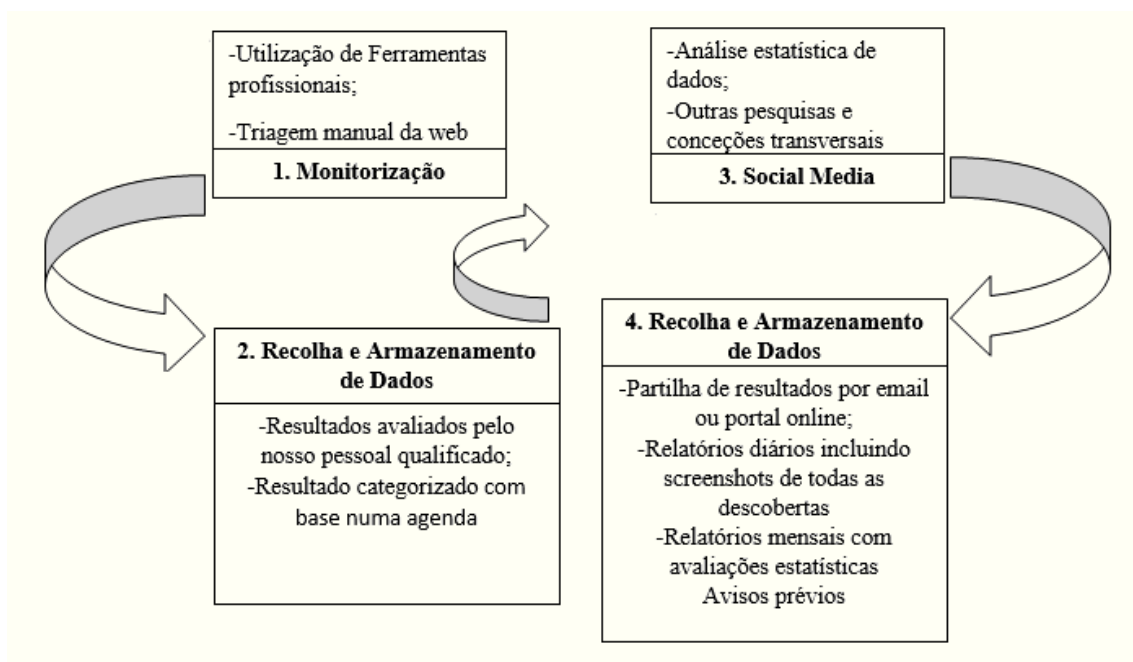 -Utilização de Ferramentas
profissionais;
-Triagem manual da web
1. Monitorização
2. Recolha e Armazenamento
de Dados
-Resultados avaliados pelo
nosso pessoal qualificado;
-Resultado categorizado com
base numa agenda
-Análise estatística de
dados;
-Outras pesquisas e
conceções transversais
3. Social Media
4. Recolha e Armazenamento
de Dados
-Partilha de resultados por email
ou portal online;
-Relatórios diários incluindo
screenshots de todas as
descobertas
-Relatórios mensais com
avaliações estatísticas
Avisos prévios